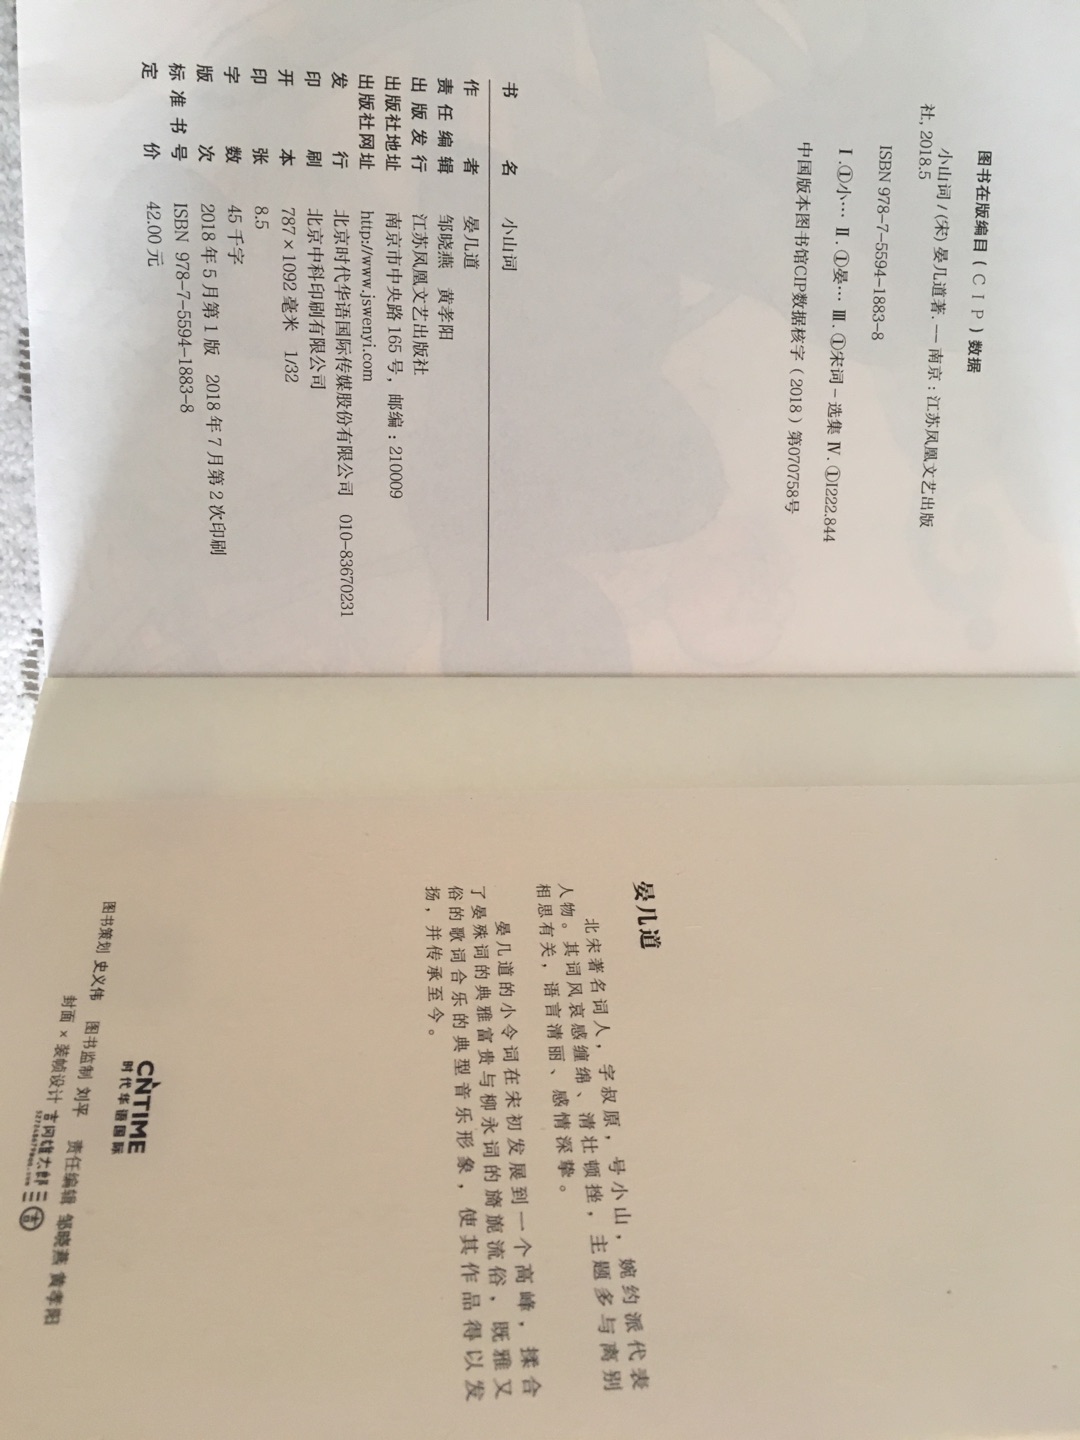 图书在版编目(CIP)数据
小山词/(宋)晏几道著.—南京:江苏凤凰文艺出版
社,2018.5
ISBN 978-7-5594-1883-8
Ⅰ.①小… Ⅱ.①晏… Ⅲ.①宋词-选集 Ⅳ.①I222.844
中国版本图书馆CIP数据核字(2018)第070758号
书名 小山词
作者 晏几道
责任编辑 邹晓燕 黄孝阳
出版发行 江苏凤凰文艺出版社
出版社地址 南京市中央路165号,邮编:210009
出版社网址 http://www.jswenyi.com
发行 北京时代华语国际传媒股份有限公司 010-83670231
印刷 北京中科印刷有限公司
开本 787×1092毫米 1/32
印张 8.5
字数 45千字
版次 2018年5月第1版 2018年7月第2次印刷
标准书号 ISBN 978-7-5594-1883-8
定价 42.00元
晏几道
北宋著名词人,字叔原,号小山,婉约派代表
人物。其词风哀感缠绵、清壮顿挫,主题多与离别
相思有关,语言清丽、感情深挚。
晏几道的小令词在宋初发展到一个高峰,揉合
了晏殊词的典雅富贵与柳永词的旖旎流俗,既雅又
俗的歌词合乐的典型音乐形象,使其作品得以发
扬,并传承至今。
CNTIME
时代华语国际
图书策划 史义伟 图书监制 刘平 责任编辑 邹晓燕 黄孝阳
封面×装帧设计 吉冈雄太郎